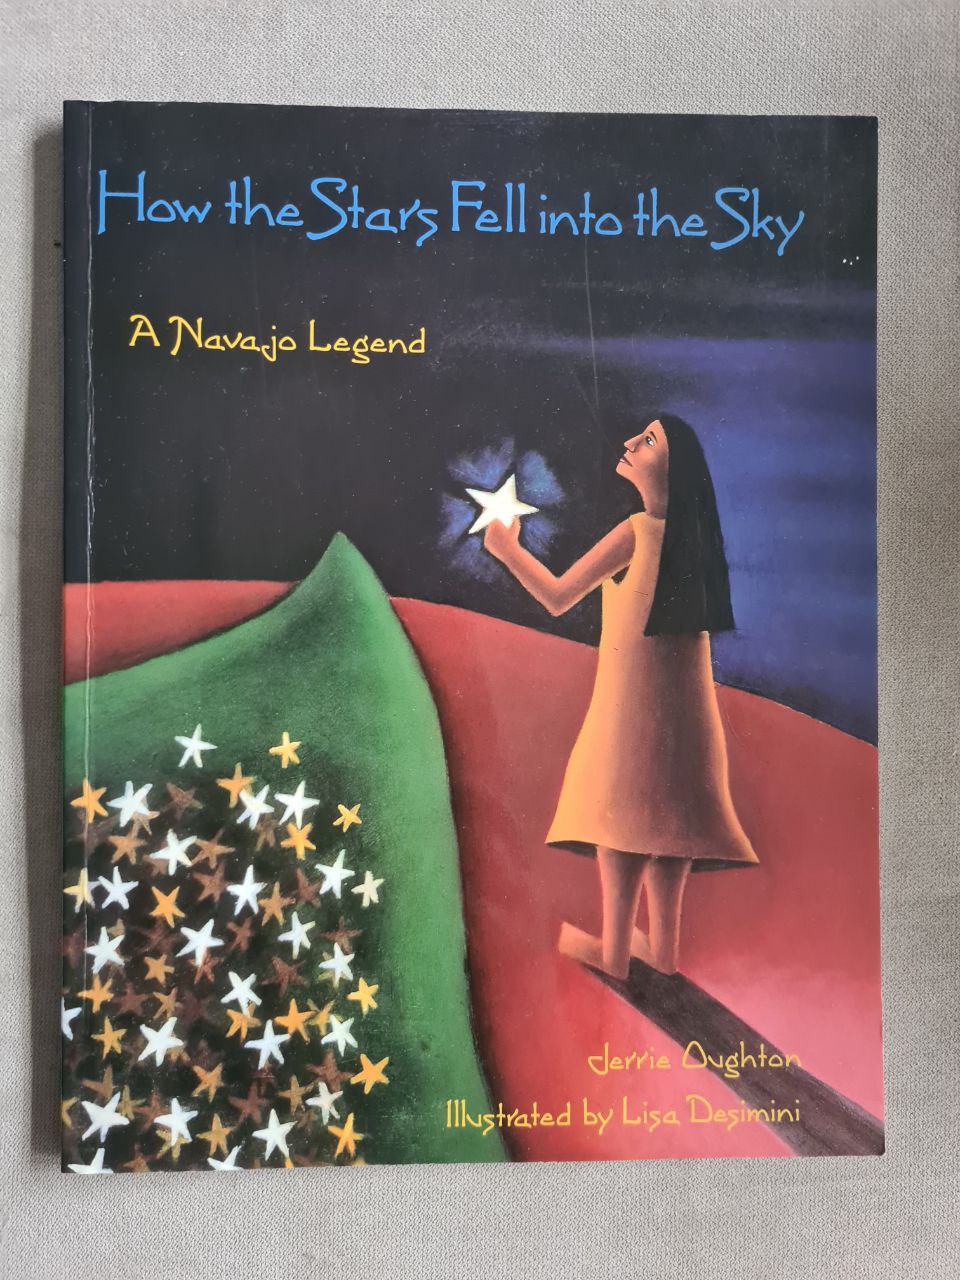 How the Stars Fell into the Sky
A Navajo Legend
Jerrie Oughton
Illustrated by Lisa Desimini